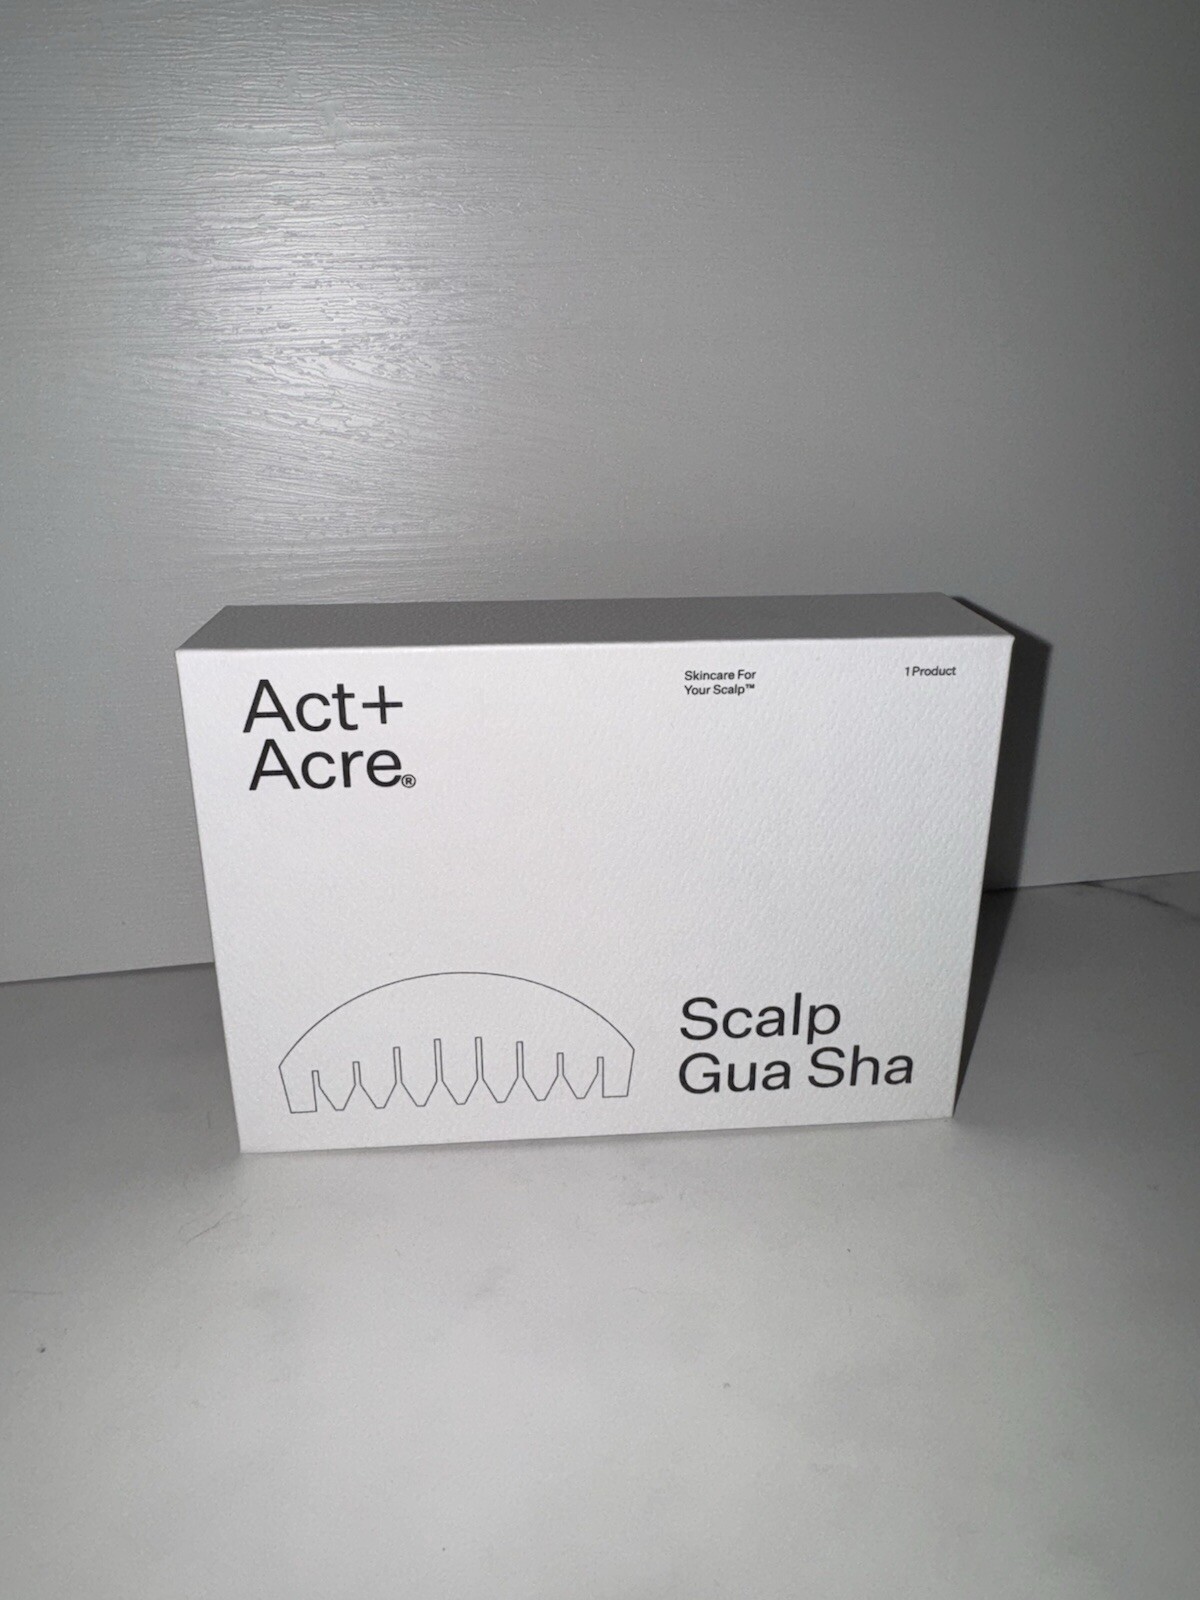 Act+
Acre®
Skincare For
Your Scalp™
1 Product
Scalp
Gua Sha